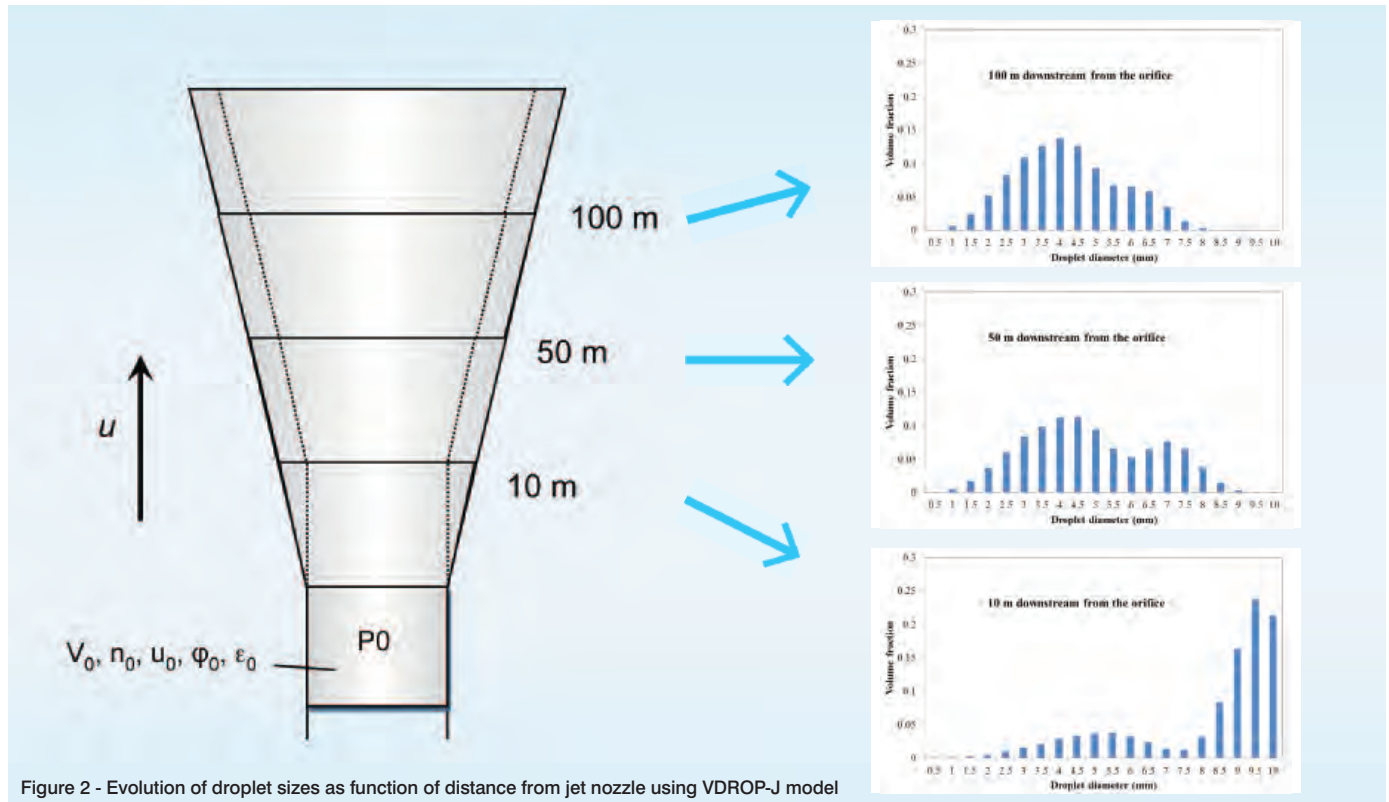 100 m
50 m
10 m
u
P0
V₀, n₀, u₀, φ₀, ε₀
0.3
0.25
0.2
0.15
0.1
0.05
0
Volume fraction
100 m downstream from the orifice
0.5 1 1.5 2 2.5 3 3.5 4 4.5 5 5.5 6 6.5 7 7.5 8 8.5 9 9.5 10
Droplet diameter (mm)
0.3
0.25
0.2
0.15
0.1
0.05
0
Volume fraction
50 m downstream from the orifice
0.5 1 1.5 2 2.5 3 3.5 4 4.5 5 5.5 6 6.5 7 7.5 8 8.5 9 9.5 10
Droplet diameter (mm)
0.3
0.25
0.2
0.15
0.1
0.05
0
Volume fraction
10 m downstream from the orifice
0.5 1 1.5 2 2.5 3 3.5 4 4.5 5 5.5 6 6.5 7 7.5 8 8.5 9 9.5 10
Droplet diameter (mm)
Figure 2 - Evolution of droplet sizes as function of distance from jet nozzle using VDROP-J model